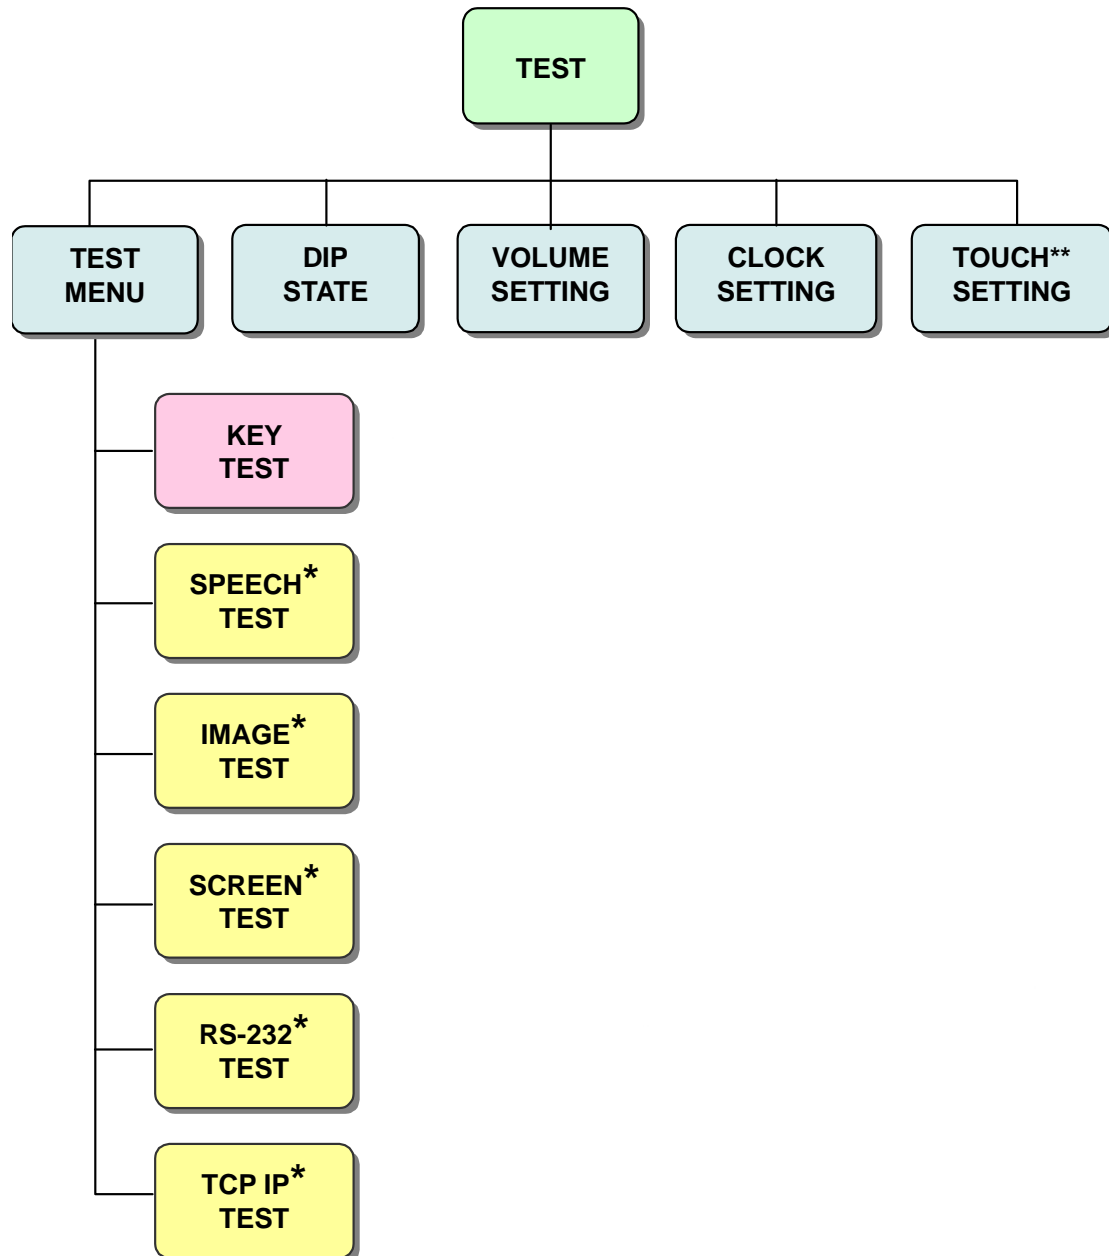 TEST
TEST
MENU
DIP
STATE
VOLUME
SETTING
CLOCK
SETTING
TOUCH**
SETTING
KEY
TEST
SPEECH*
TEST
IMAGE*
TEST
SCREEN*
TEST
RS-232*
TEST
TCP IP*
TEST